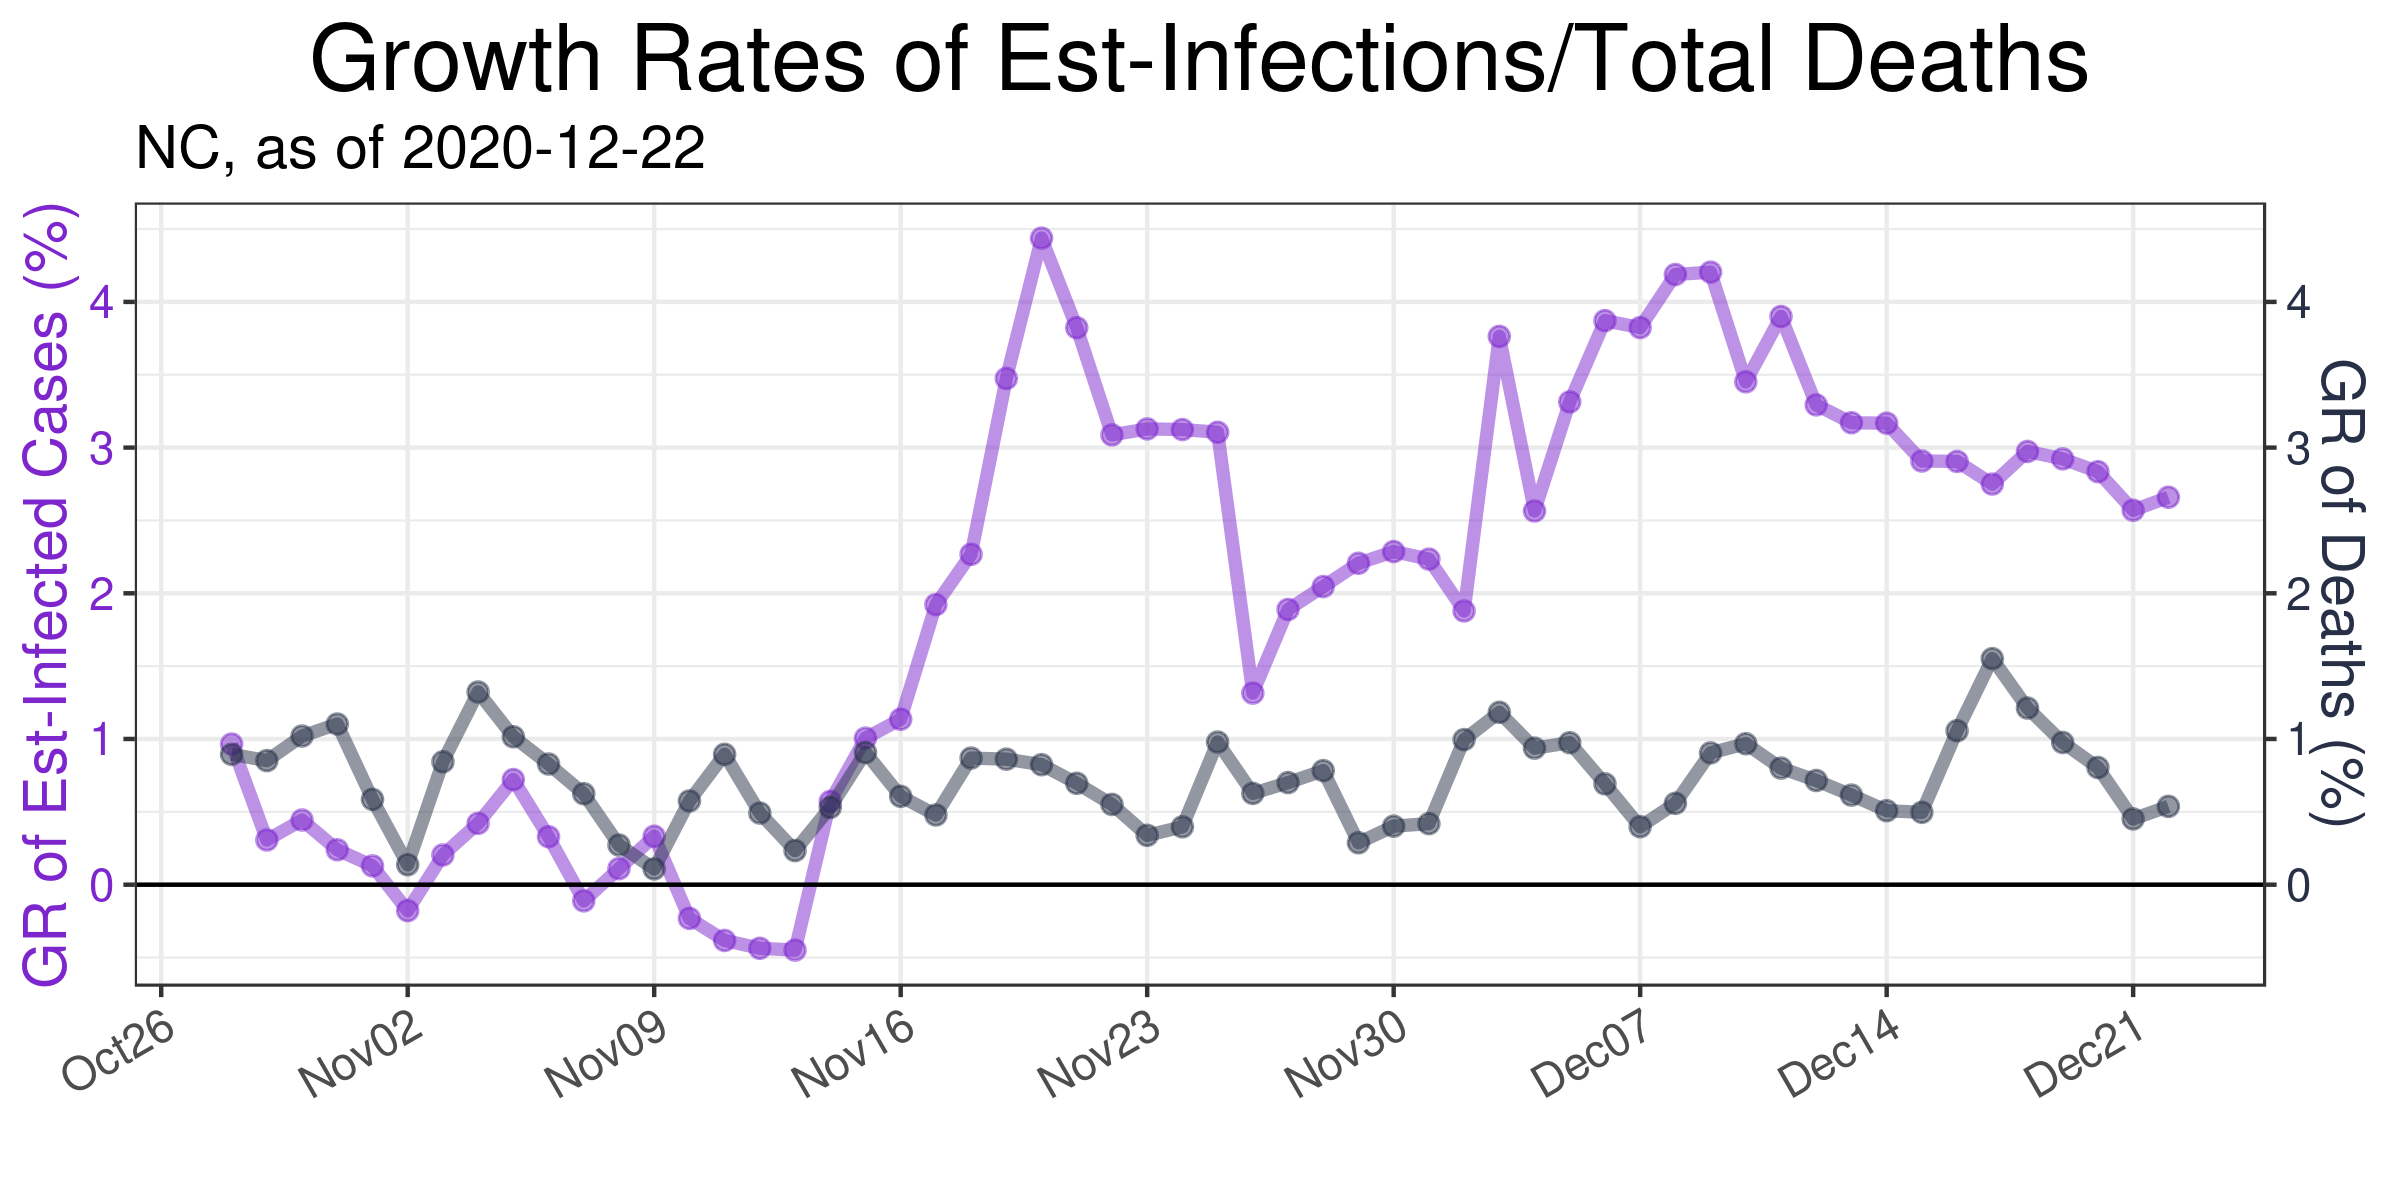 Growth Rates of Est-Infections/Total Deaths
NC, as of 2020-12-22
GR of Est-Infected Cases (%)
4
3
2
1
0
4
3
2
1
0
GR of Deaths (%)
Oct26
Nov02
Nov09
Nov16
Nov23
Nov30
Dec07
Dec14
Dec21